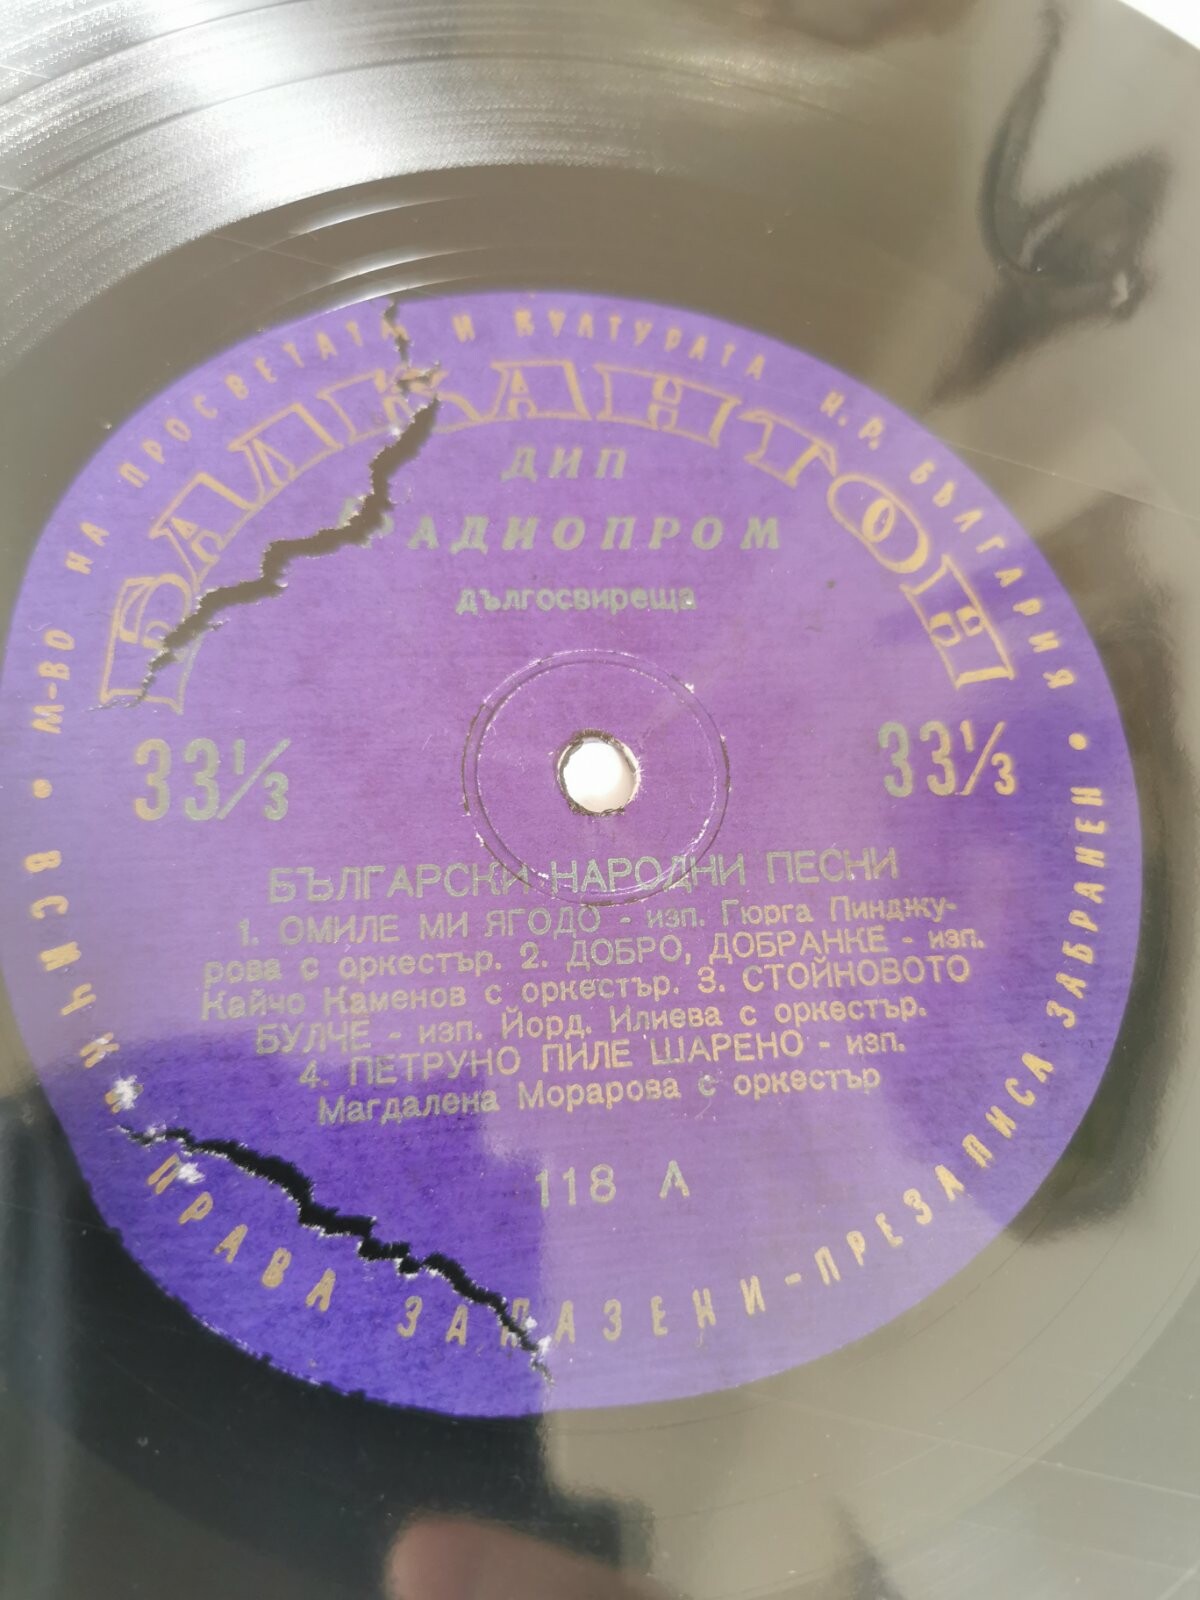 М-ВО НА ПРОСВЕТАТА И КУЛТУРАТА Н.Р. БЪЛГАРИЯ
БАЛКАНТОН
ДИП
РАДИОПРОМ
дългосвиреща
33⅓ 33⅓
БЪЛГАРСКИ НАРОДНИ ПЕСНИ
1. ОМИЛЕ МИ ЯГОДО - изп. Гюрга Пинджу-
рова с оркестър. 2. ДОБРО, ДОБРАНКЕ - изп.
Кайчо Каменов с оркестър. 3. СТОЙНОВОТО
БУЛЧЕ - изп. Йорд. Илиева с оркестър.
4. ПЕТРУНО ПИЛЕ ШАРЕНО - изп.
Магдалена Морарова с оркестър
118 А
ВСИЧКИ ПРАВА ЗАПАЗЕНИ - ПРЕЗАПИСА ЗАБРАНЕН